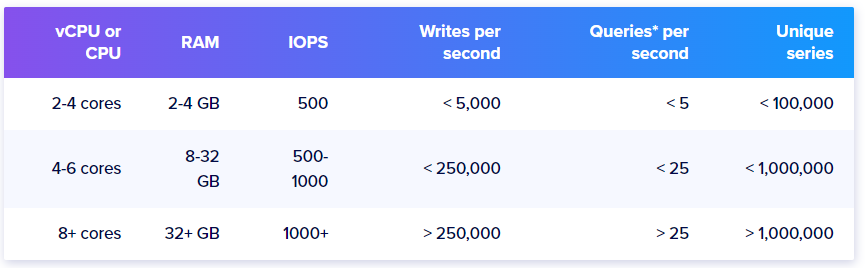 vCPU or CPU RAM IOPS Writes per second Queries* per second Unique series
2-4 cores 2-4 GB 500 < 5,000 < 5 < 100,000
4-6 cores 8-32 GB 500-1000 < 250,000 < 25 < 1,000,000
8+ cores 32+ GB 1000+ > 250,000 > 25 > 1,000,000